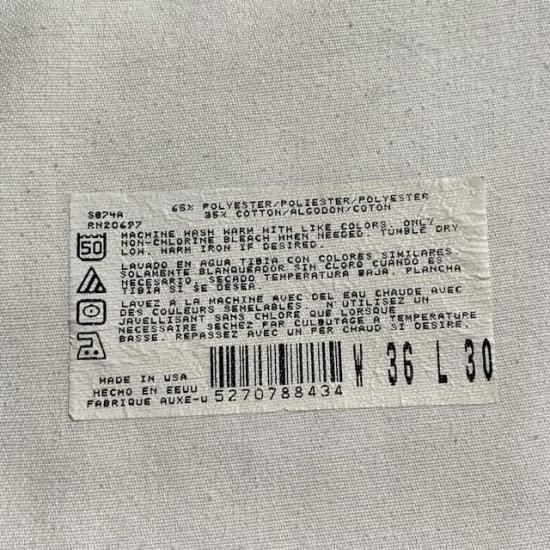 S874A
RN20697
65% POLYESTER/POLIESTER/POLYESTER
35% COTTON/ALGODON/COTON
50
MACHINE WASH WARM WITH LIKE COLORS. ONLY
NON-CHLORINE BLEACH WHEN NEEDED. TUMBLE DRY
LOW. WARM IRON IF DESIRED.
LAVADO EN AGUA TIBIA CON COLORES SIMILARES
SOLAMENTE BLANQUEADOR SIN CLORO CUANDO ES
NECESARIO. SECADO TEMPERATURA BAJA. PLANCHA
TIBIA SI SE DESEA.
LAVEZ A LA MACHINE AVEC DEL EAU CHAUDE AVEC
DES COULEURS SEMELABLES. N UTILISEZ UN
JAVELLISANT SANS CHLORE QUE LORSQUE
NECESSAIRE SECHEZ PAR CULBUTAGE A TEMPERATURE
BASSE. REPASSEZ AVEC UN FER CHAUD SI DESIRE.
MADE IN USA
HECHO EN EEUU
FABRIQUE AUXE-U
5270788434
W 36 L 30